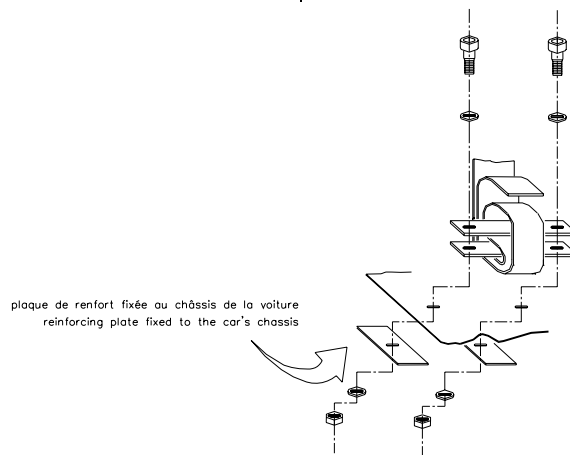 plaque de renfort fixée au châssis de la voiture
reinforcing plate fixed to the car's chassis